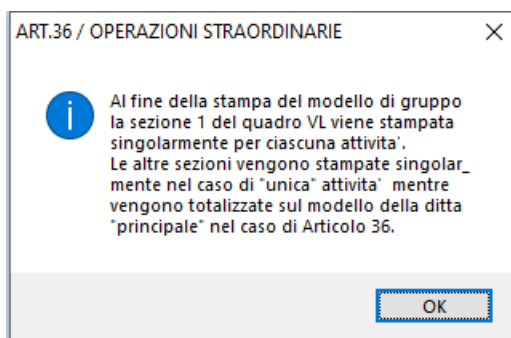 ART.36 / OPERAZIONI STRAORDINARIE
Al fine della stampa del modello di gruppo
la sezione 1 del quadro VL viene stampata
singolarmente per ciascuna attivita'.
Le altre sezioni vengono stampate singolar_
mente nel caso di "unica" attivita'  mentre
vengono totalizzate sul modello della ditta
"principale" nel caso di Articolo 36.
OK